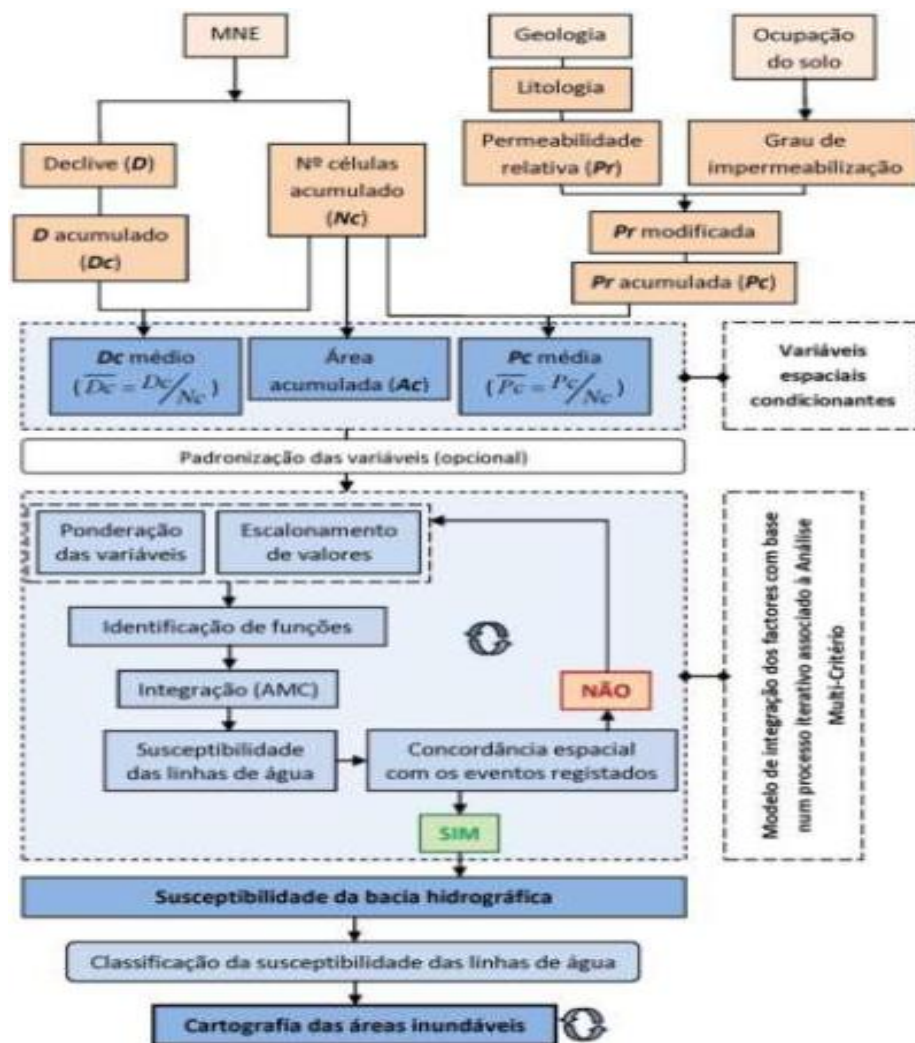 MNE
Geologia
Ocupação
do solo
Litologia
Declive (D)
Nº células
acumulado
(Nc)
Permeabilidade
relativa (Pr)
Grau de
impermeabilização
D acumulado
(Dc)
Pr modificada
Pr acumulada (Pc)
Dc médio
(Dc = Dc/Nc)
Área
acumulada (Ac)
Pc média
(Pc = Pc/Nc)
Variáveis
espaciais
condicionantes
Padronização das variáveis (opcional)
Ponderação
das variáveis
Escalonamento
de valores
Identificação de funções
Integração (AMC)
NÃO
Susceptibilidade
das linhas de água
Concordância espacial
com os eventos registados
SIM
Modelo de integração dos factores com base
num processo iterativo associado à Análise
Multi-Critério
Susceptibilidade da bacia hidrográfica
Classificação da susceptibilidade das linhas de água
Cartografia das áreas inundáveis